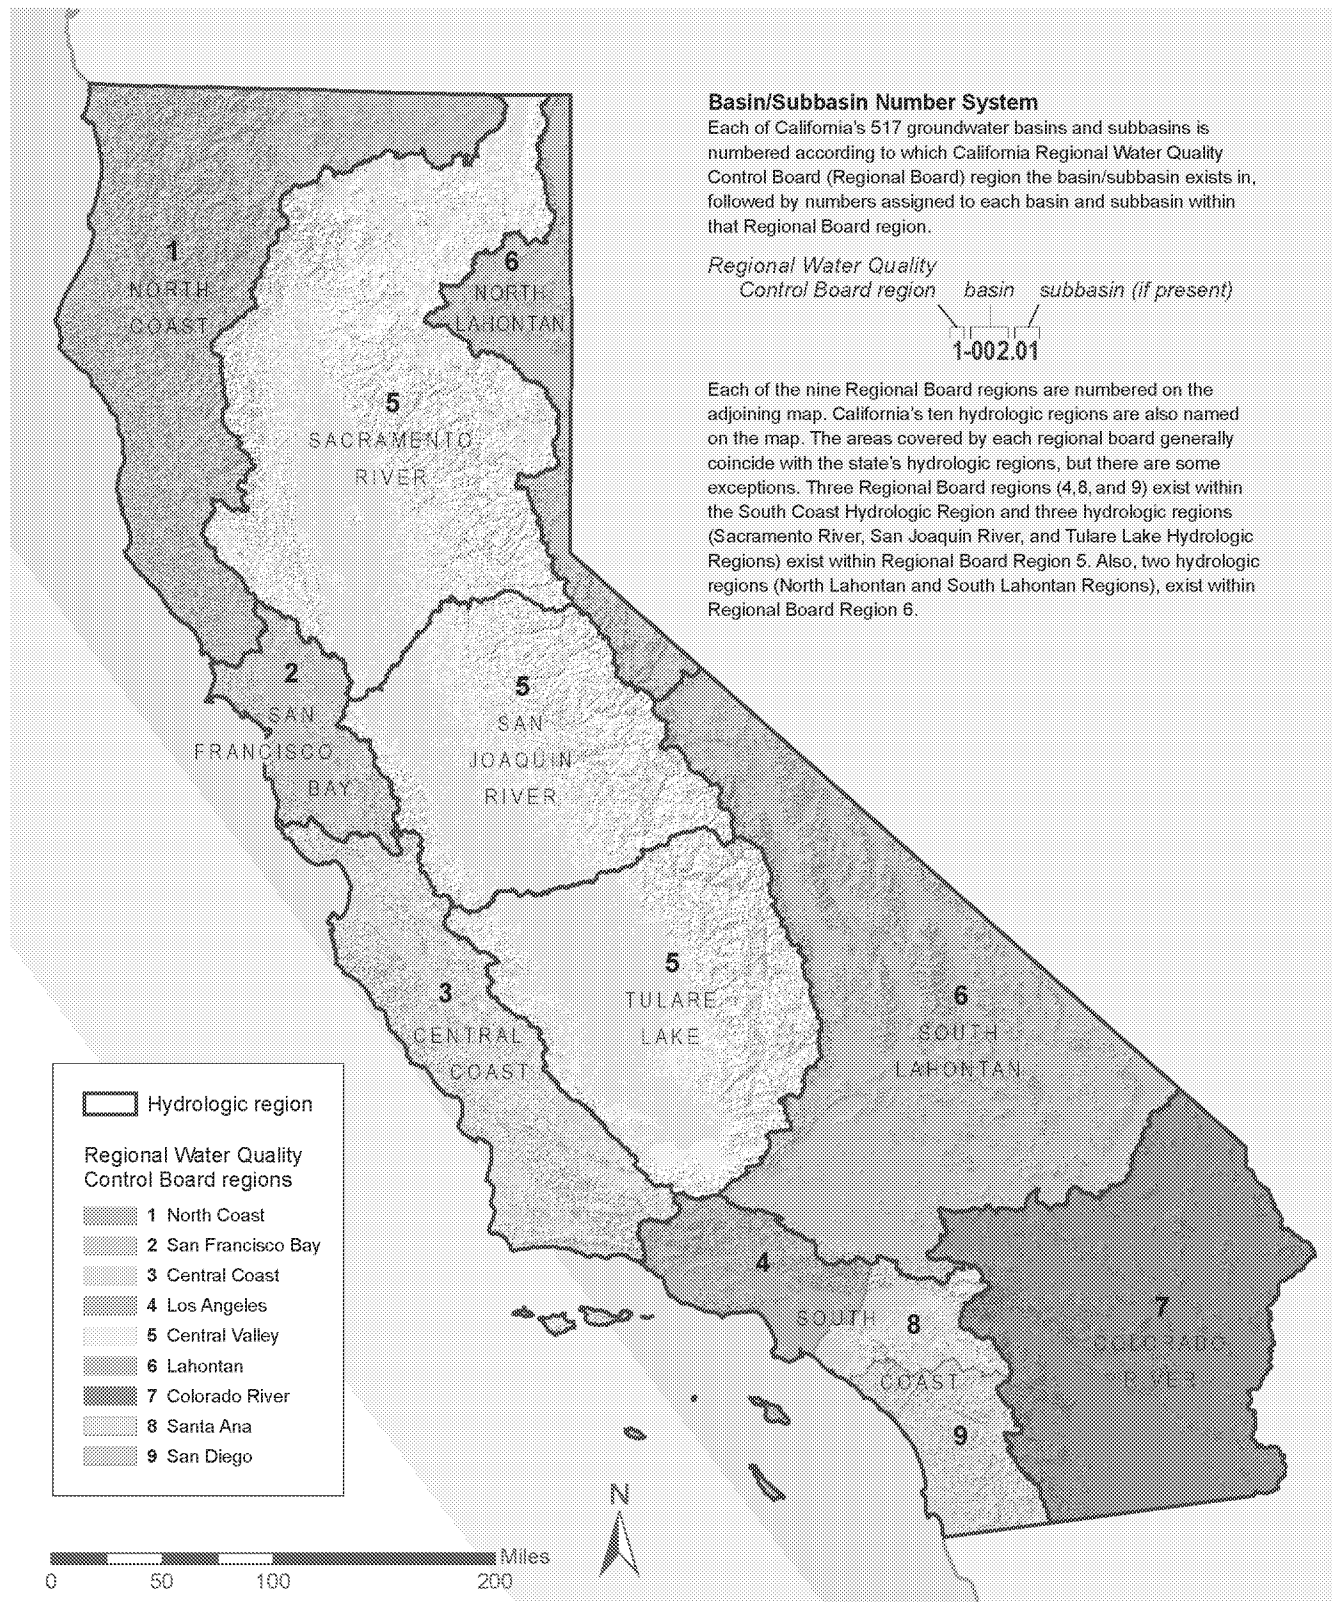 Basin/Subbasin Number System
Each of California's 517 groundwater basins and subbasins is
numbered according to which California Regional Water Quality
Control Board (Regional Board) region the basin/subbasin exists in,
followed by numbers assigned to each basin and subbasin within
that Regional Board region.
Regional Water Quality
Control Board region basin subbasin (if present)
1-002.01
Each of the nine Regional Board regions are numbered on the
adjoining map. California's ten hydrologic regions are also named
on the map. The areas covered by each regional board generally
coincide with the state's hydrologic regions, but there are some
exceptions. Three Regional Board regions (4,8, and 9) exist within
the South Coast Hydrologic Region and three hydrologic regions
(Sacramento River, San Joaquin River, and Tulare Lake Hydrologic
Regions) exist within Regional Board Region 5. Also, two hydrologic
regions (North Lahontan and South Lahontan Regions), exist within
Regional Board Region 6.
1
NORTH
COAST
6
NORTH
LAHONTAN
5
SACRAMENTO
RIVER
2
SAN
FRANCISCO
BAY
5
SAN
JOAQUIN
RIVER
5
TULARE
LAKE
3
CENTRAL
COAST
6
SOUTH
LAHONTAN
4
SOUTH
8
COAST
9
7
COLORADO
RIVER
Hydrologic region
Regional Water Quality
Control Board regions
1 North Coast
2 San Francisco Bay
3 Central Coast
4 Los Angeles
5 Central Valley
6 Lahontan
7 Colorado River
8 Santa Ana
9 San Diego
N
Miles
0 50 100 200